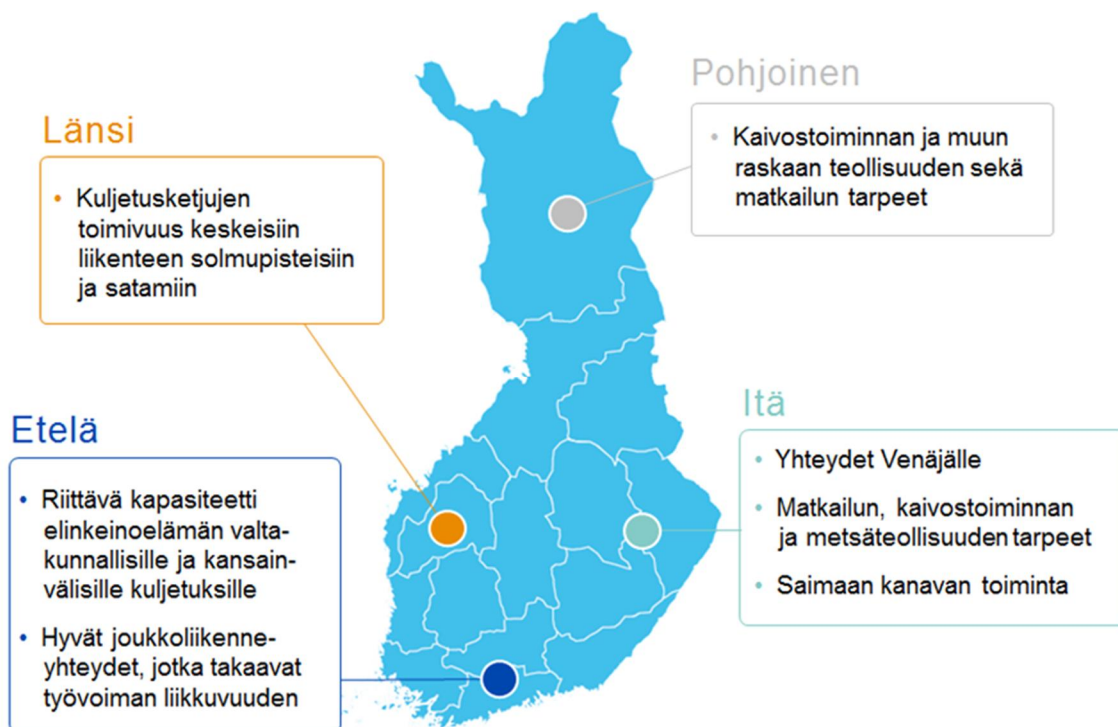 Pohjoinen
Kaivostoiminnan ja muun
raskaan teollisuuden sekä
matkailun tarpeet
Länsi
Kuljetusketjujen
toimivuus keskeisiin
liikenteen solmupisteisiin
ja satamiin
Etelä
Riittävä kapasiteetti
elinkeinoelämän valta-
kunnallisille ja kansain-
välisille kuljetuksille
Hyvät joukkoliikenne-
yhteydet, jotka takaavat
työvoiman liikkuvuuden
Itä
Yhteydet Venäjälle
Matkailun, kaivostoiminnan
ja metsäteollisuuden tarpeet
Saimaan kanavan toiminta